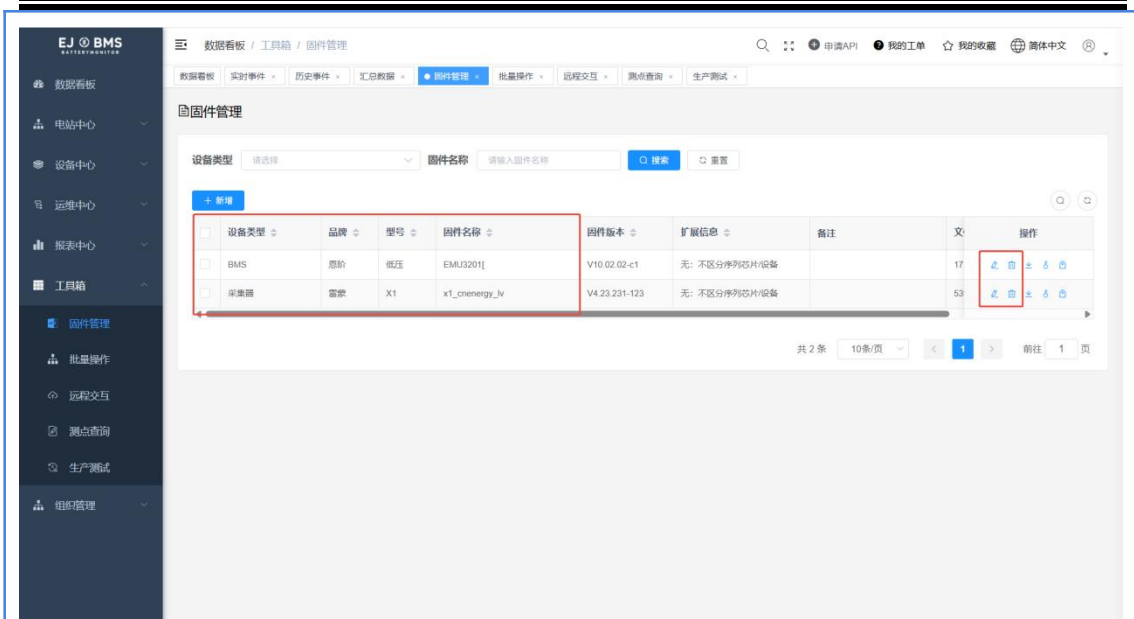 EJ BMS
BATTERYMONITOR
数据看板 / 工具箱 / 固件管理
申请API 我的工单 我的收藏 简体中文
数据看板 实时事件 × 历史事件 × 汇总数据 × 固件管理 × 批量操作 × 远程交互 × 测点查询 × 生产测试 ×
数据看板
电站中心
设备中心
运维中心
报表中心
工具箱
固件管理
批量操作
远程交互
测点查询
生产测试
组织管理
固件管理
设备类型 请选择 固件名称 请输入固件名称 搜索 重置
+ 新增
设备类型 品牌 型号 固件名称 固件版本 扩展信息 备注 操作
BMS 恩阶 低压 EMU3201[ V10.02.02-c1 无：不区分序列芯片/设备 17
采集器 雷蒙 X1 x1_cnenergy_lv V4.23.231-123 无：不区分序列芯片/设备 53
共 2 条 10条/页 < 1 > 前往 1 页